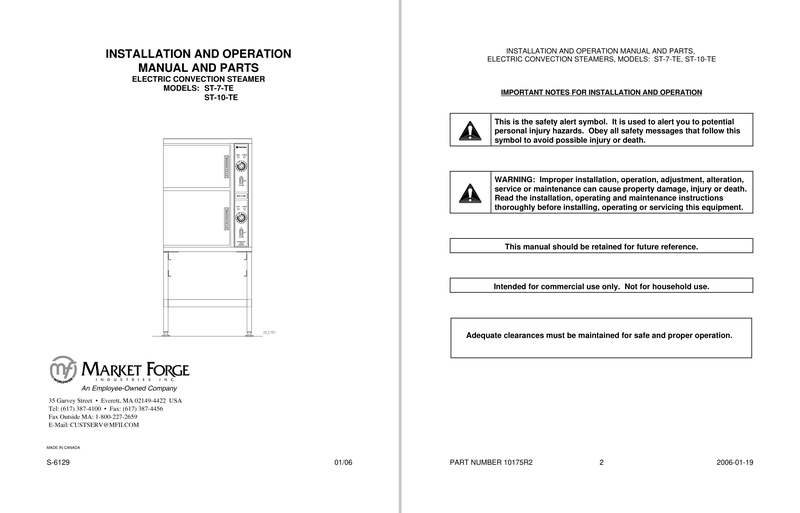 INSTALLATION AND OPERATION
MANUAL AND PARTS
ELECTRIC CONVECTION STEAMER
MODELS: ST-7-TE
ST-10-TE
MARKET FORGE
INDUSTRIES INC.
An Employee-Owned Company
35 Garvey Street • Everett, MA 02149-4422 USA
Tel: (617) 387-4100 • Fax: (617) 387-4456
Fax Outside MA: 1-800-227-2659
E-Mail: CUSTSERV@MFII.COM
MADE IN CANADA
S-6129 01/06
INSTALLATION AND OPERATION MANUAL AND PARTS,
ELECTRIC CONVECTION STEAMERS, MODELS: ST-7-TE, ST-10-TE
IMPORTANT NOTES FOR INSTALLATION AND OPERATION
This is the safety alert symbol. It is used to alert you to potential
personal injury hazards. Obey all safety messages that follow this
symbol to avoid possible injury or death.
WARNING: Improper installation, operation, adjustment, alteration,
service or maintenance can cause property damage, injury or death.
Read the installation, operating and maintenance instructions
thoroughly before installing, operating or servicing this equipment.
This manual should be retained for future reference.
Intended for commercial use only. Not for household use.
Adequate clearances must be maintained for safe and proper operation.
PART NUMBER 10175R2 2 2006-01-19